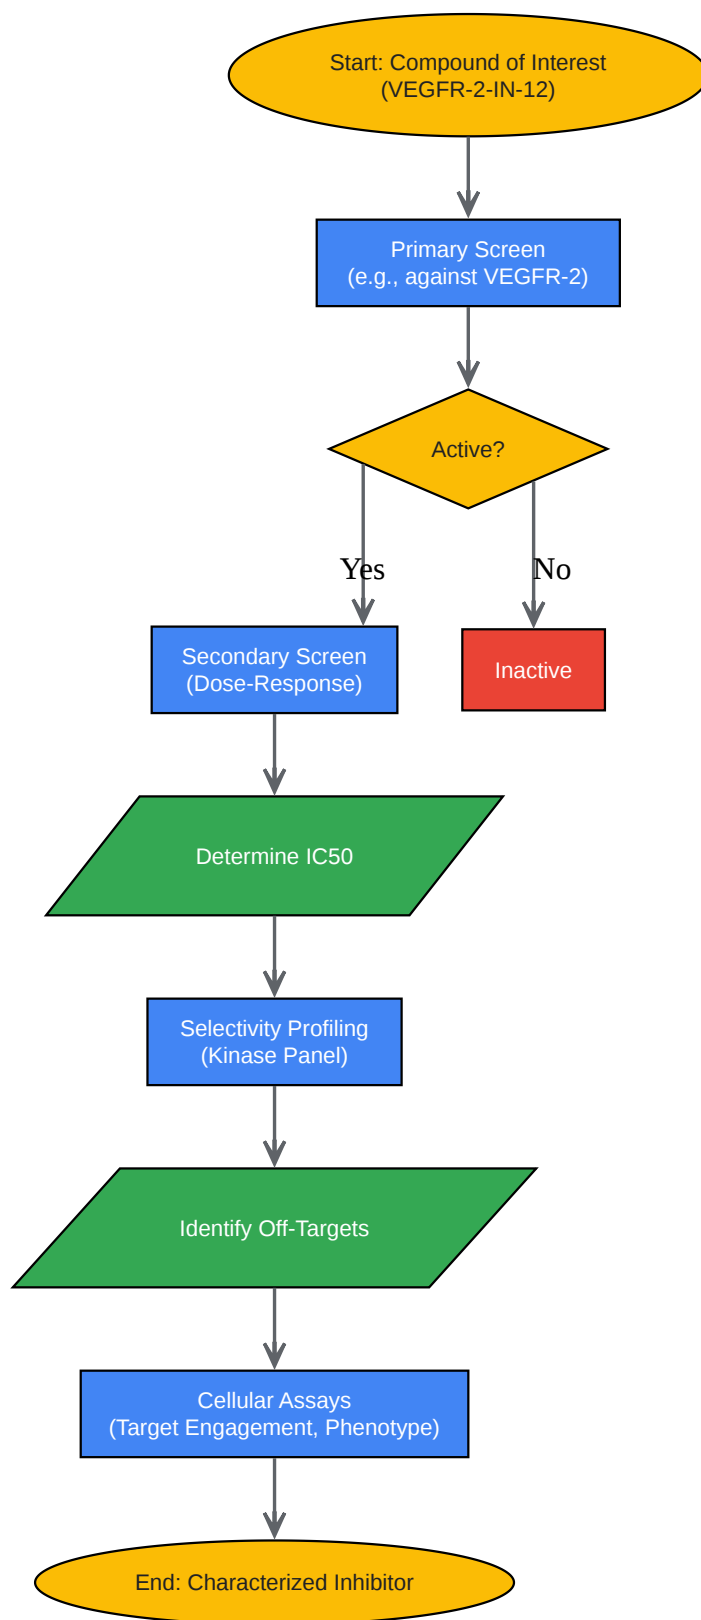 Start: Compound of Interest
(VEGFR-2-IN-12)
Primary Screen
(e.g., against VEGFR-2)
Active?
Yes
No
Secondary Screen
(Dose-Response)
Inactive
Determine IC50
Selectivity Profiling
(Kinase Panel)
Identify Off-Targets
Cellular Assays
(Target Engagement, Phenotype)
End: Characterized Inhibitor